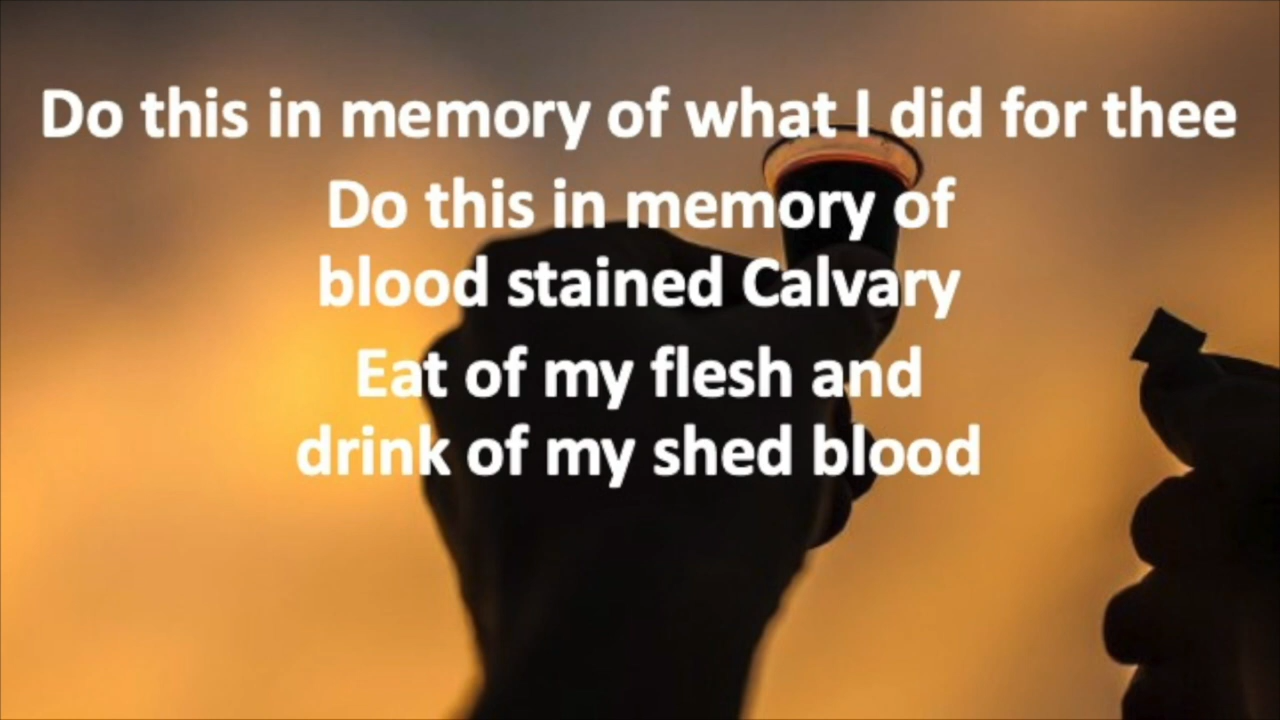 Do this in memory of what I did for thee
Do this in memory of
blood stained Calvary
Eat of my flesh and
drink of my shed blood